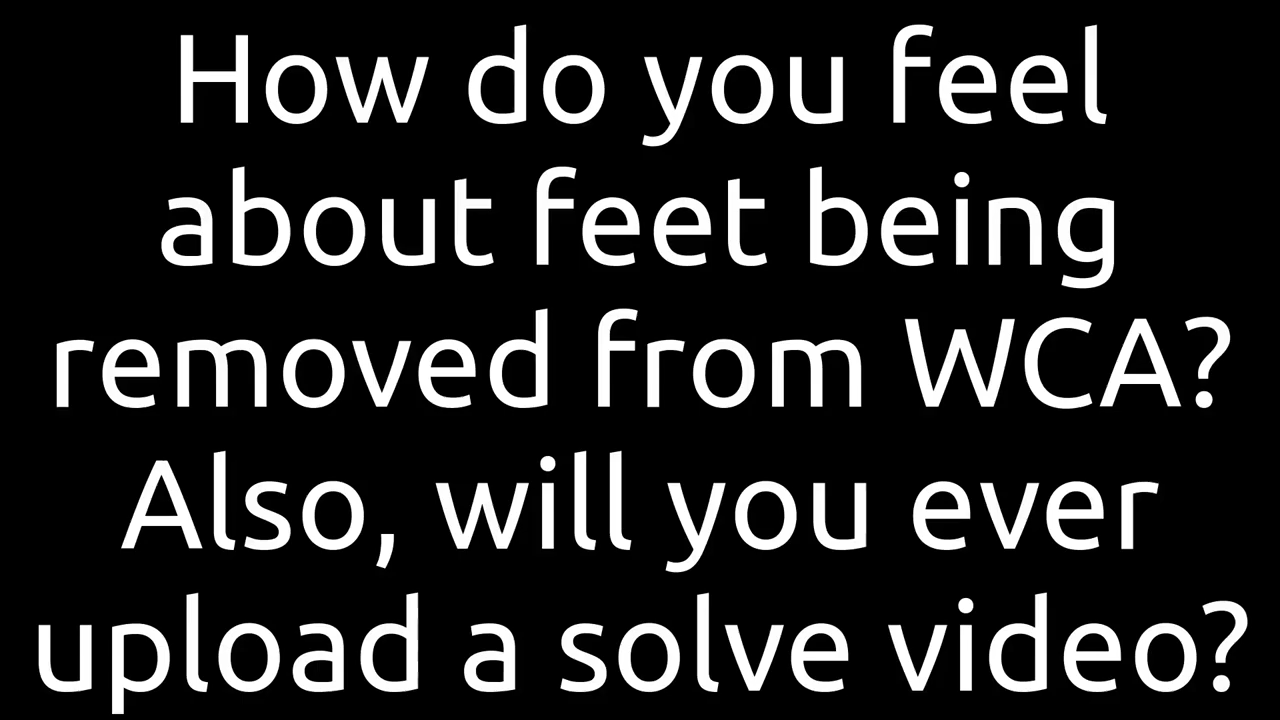 How do you feel
about feet being
removed from WCA?
Also, will you ever
upload a solve video?